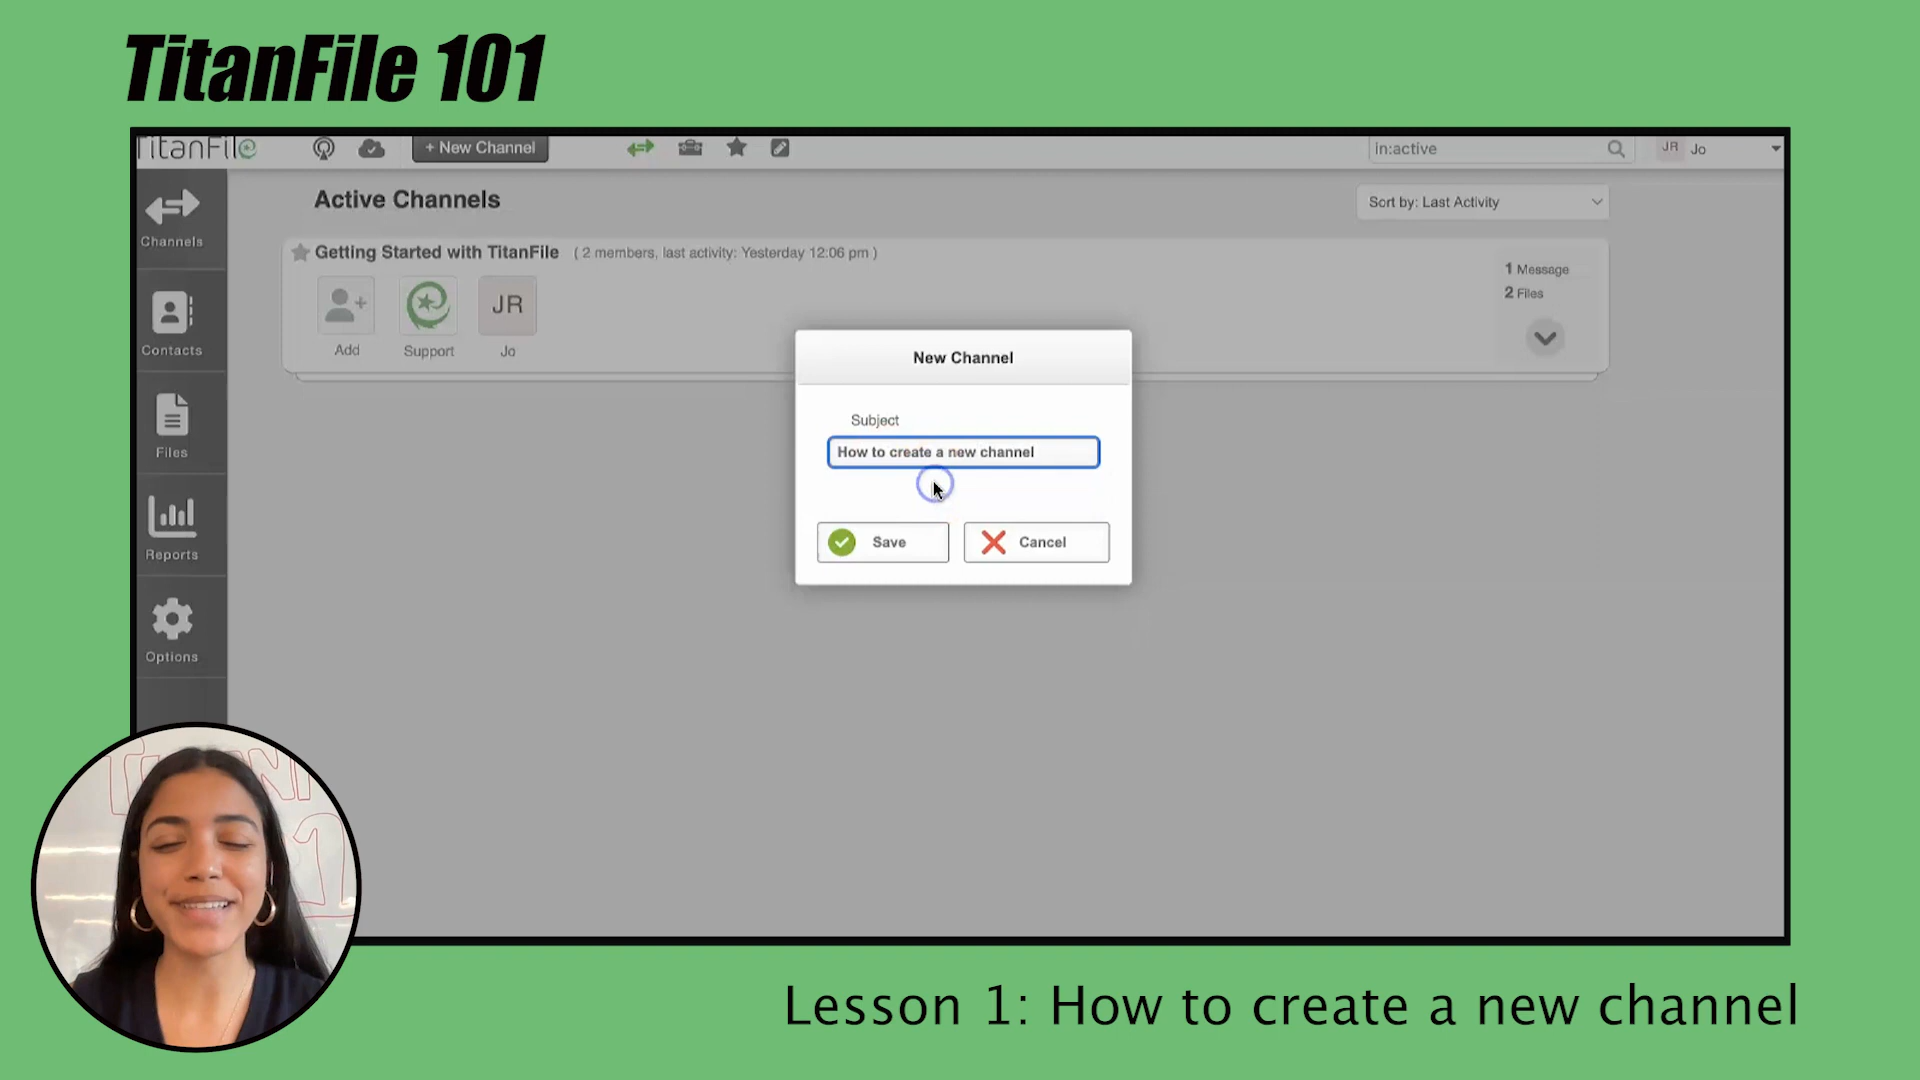 TitanFile 101
TitanFile
+ New Channel
in:active
JR Jo
Channels
Active Channels
Sort by: Last Activity
Getting Started with TitanFile ( 2 members, last activity: Yesterday 12:06 pm )
1 Message
2 Files
JR
Add
Support
Jo
Contacts
New Channel
Subject
How to create a new channel
Files
Save
Cancel
Reports
Options
Lesson 1: How to create a new channel